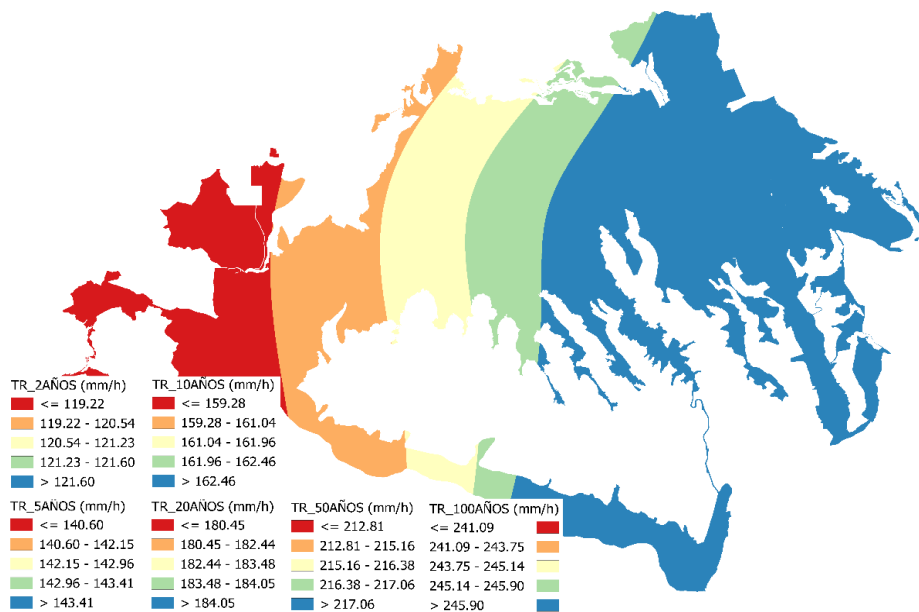 TR_2AÑOS (mm/h)
<= 119.22
119.22 - 120.54
120.54 - 121.23
121.23 - 121.60
> 121.60
TR_10AÑOS (mm/h)
<= 159.28
159.28 - 161.04
161.04 - 161.96
161.96 - 162.46
> 162.46
TR_5AÑOS (mm/h)
<= 140.60
140.60 - 142.15
142.15 - 142.96
142.96 - 143.41
> 143.41
TR_20AÑOS (mm/h)
<= 180.45
180.45 - 182.44
182.44 - 183.48
183.48 - 184.05
> 184.05
TR_50AÑOS (mm/h)
<= 212.81
212.81 - 215.16
215.16 - 216.38
216.38 - 217.06
> 217.06
TR_100AÑOS (mm/h)
<= 241.09
241.09 - 243.75
243.75 - 245.14
245.14 - 245.90
> 245.90